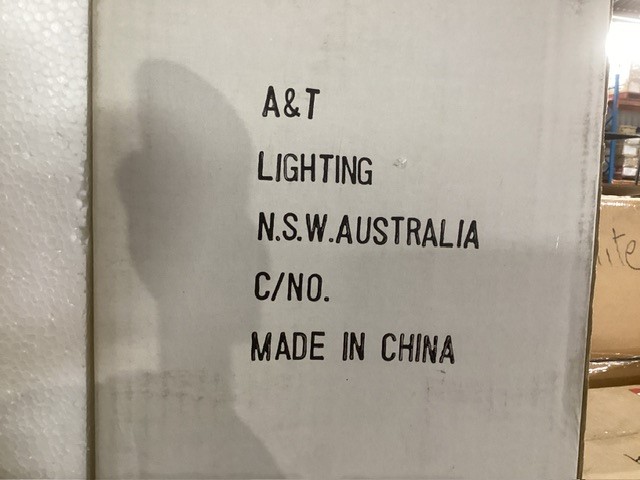 A&T
LIGHTING
N.S.W.AUSTRALIA
C/NO.
MADE IN CHINA